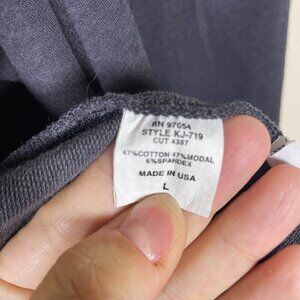 RN 97054
STYLE KJ-719
CUT 4387
47%COTTON 47%MODAL
6%SPANDEX
MADE IN USA
L